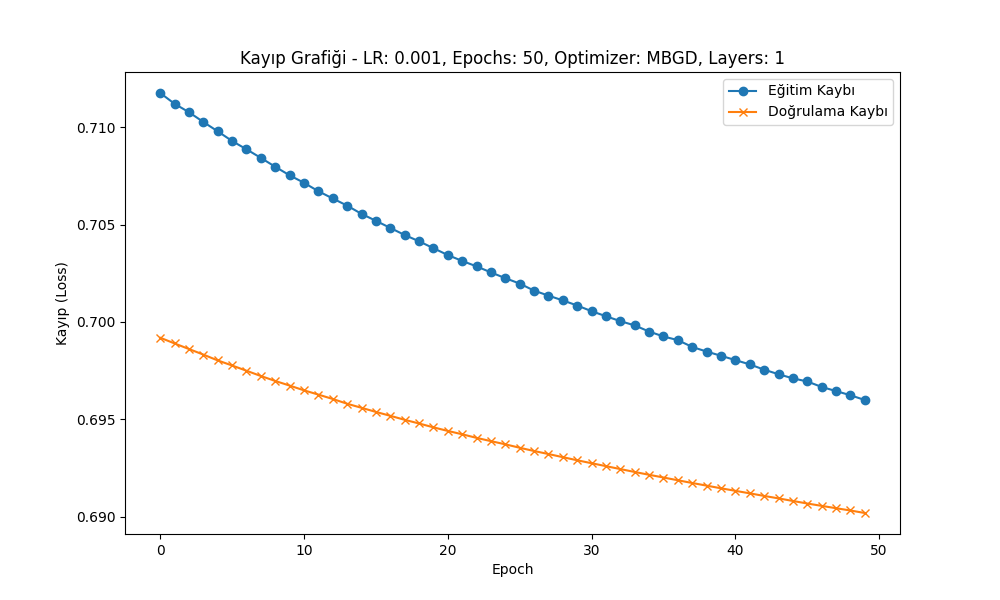 Kayıp Grafiği - LR: 0.001, Epochs: 50, Optimizer: MBGD, Layers: 1
Eğitim Kaybı
Doğrulama Kaybı
Kayıp (Loss)
0.710
0.705
0.700
0.695
0.690
0 10 20 30 40 50
Epoch